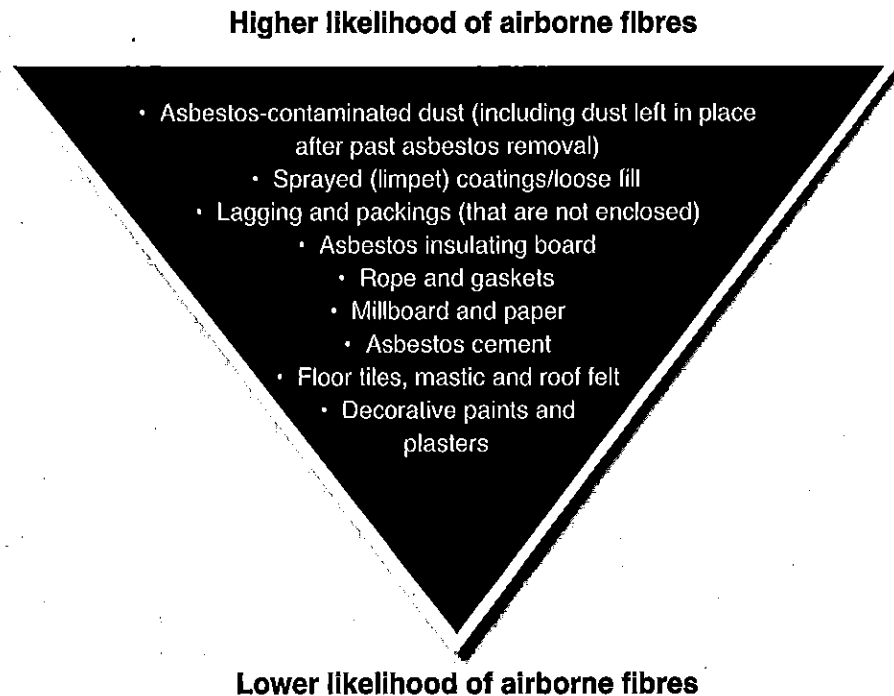 Higher likelihood of airborne fibres
• Asbestos-contaminated dust (including dust left in place
after past asbestos removal)
• Sprayed (limpet) coatings/loose fill
• Lagging and packings (that are not enclosed)
• Asbestos insulating board
• Rope and gaskets
• Millboard and paper
• Asbestos cement
• Floor tiles, mastic and roof felt
• Decorative paints and
plasters
Lower likelihood of airborne fibres